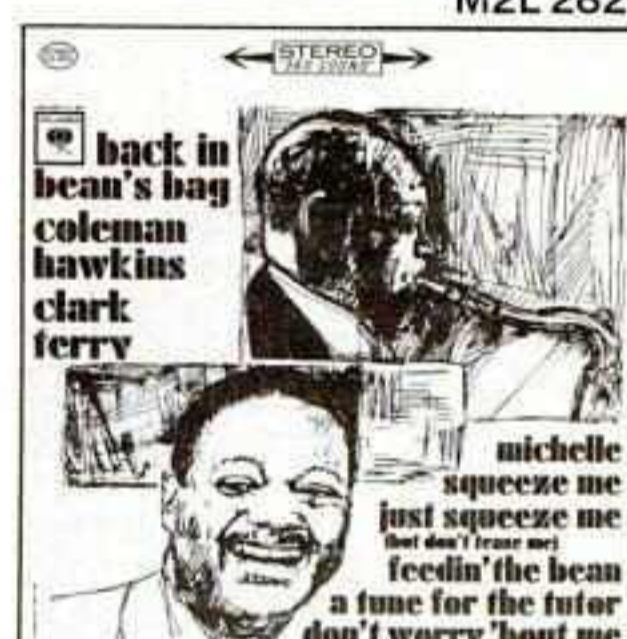 M2L 282
STEREO
360 SOUND
back in
bean's bag
coleman
hawkins
clark
terry
michelle
squeeze me
just squeeze me
(but don't tease me)
feedin' the bean
a tune for the tutor
don't worry 'bout me